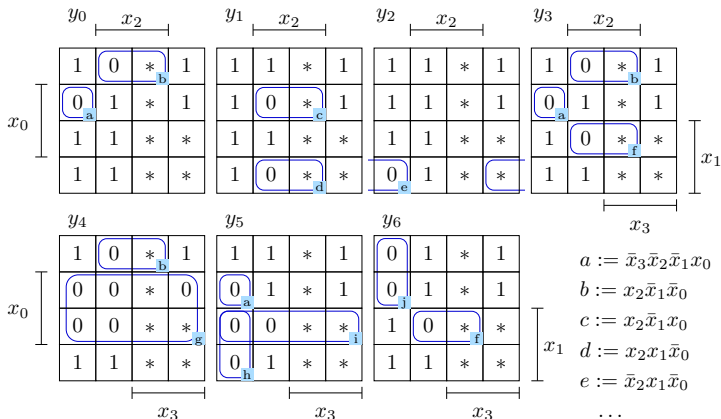 y₀ x₂ y₁ x₂ y₂ x₂ y₃ x₂
1 0 * 1 1 1 * 1 1 1 * 1 1 0 * 1
b b
0 1 * 1 1 0 * 1 1 1 * 1 0 1 * 1
a c a
x₀
1 1 * * 1 1 * * 1 1 * * 1 0 * *
f
x₁
1 1 * * 1 0 * * 0 1 * * 1 1 * *
d e
x₃
y₄ y₅ y₆
1 0 * 1 1 1 * 1 0 1 * 1
b
0 0 * 0 0 1 * 1 0 1 * 1
a j
x₀
0 0 * * 0 0 * * 1 0 * *
g i f
x₁
1 1 * * 0 1 * * 1 1 * *
h
x₃ x₃ x₃
a := x̄₃x̄₂x̄₁x₀
b := x₂x̄₁x̄₀
c := x₂x̄₁x₀
d := x₂x₁x̄₀
e := x̄₂x₁x̄₀
...